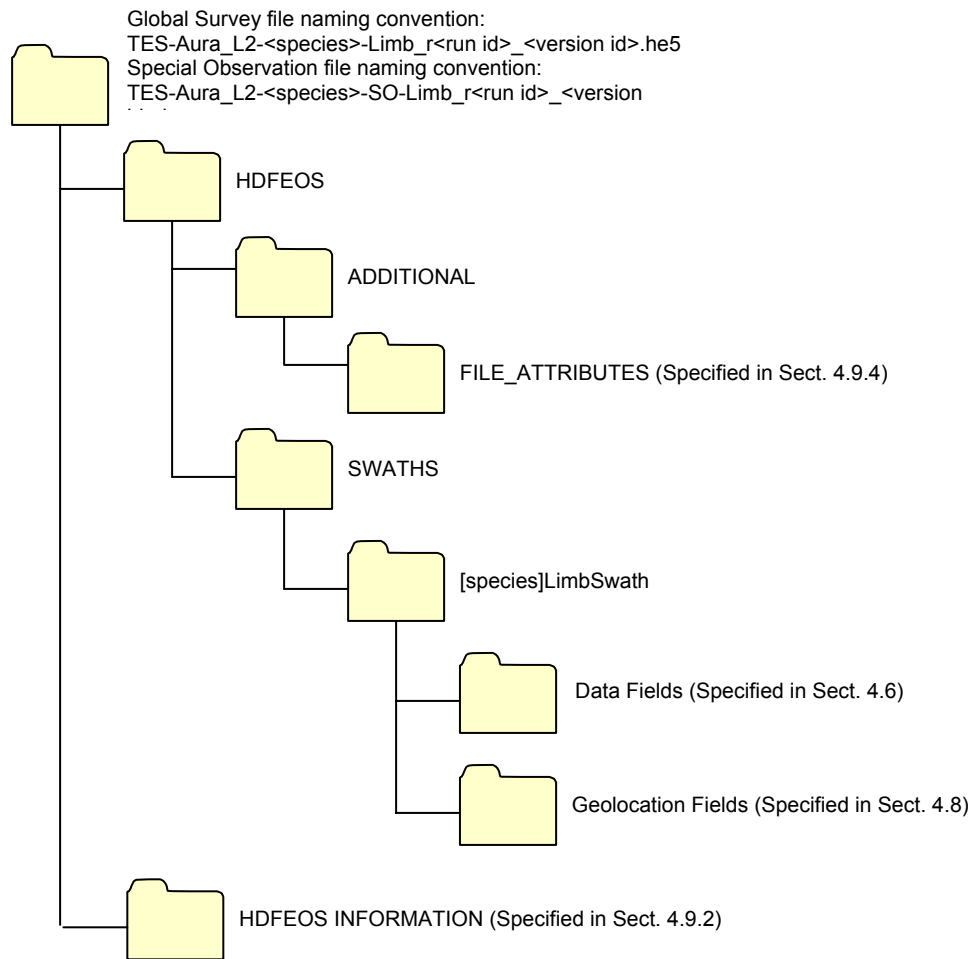 Global Survey file naming convention:
TES-Aura_L2-<species>-Limb_r<run id>_<version id>.he5
Special Observation file naming convention:
TES-Aura_L2-<species>-SO-Limb_r<run id>_<version
HDFEOS
ADDITIONAL
FILE_ATTRIBUTES (Specified in Sect. 4.9.4)
SWATHS
[species]LimbSwath
Data Fields (Specified in Sect. 4.6)
Geolocation Fields (Specified in Sect. 4.8)
HDFEOS INFORMATION (Specified in Sect. 4.9.2)